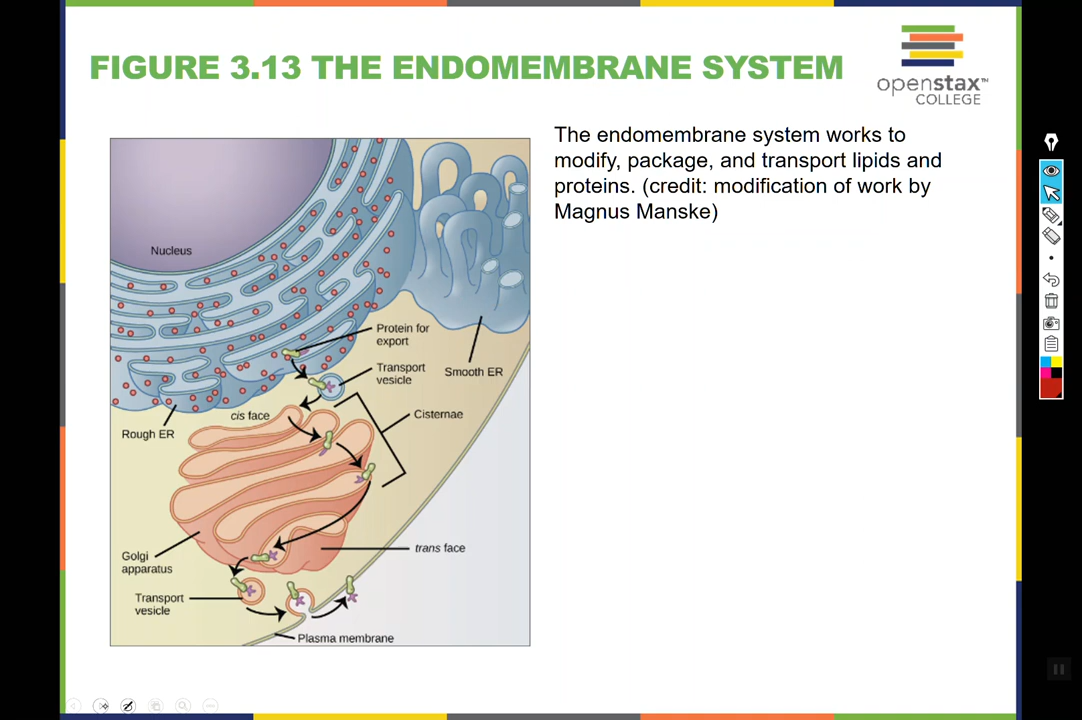 FIGURE 3.13 THE ENDOMEMBRANE SYSTEM
openstax™
COLLEGE
The endomembrane system works to
modify, package, and transport lipids and
proteins. (credit: modification of work by
Magnus Manske)
Nucleus
Protein for
export
Transport
vesicle
Smooth ER
cis face
Cisternae
Rough ER
Golgi
apparatus
trans face
Transport
vesicle
Plasma membrane